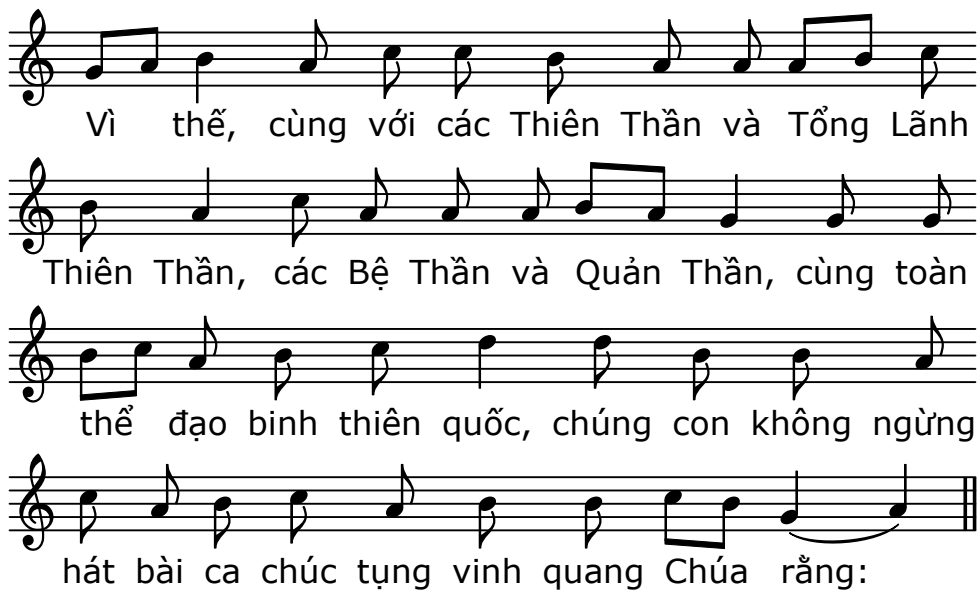 Vì thế, cùng với các Thiên Thần và Tổng Lãnh
Thiên Thần, các Bệ Thần và Quản Thần, cùng toàn
thể đạo binh thiên quốc, chúng con không ngừng
hát bài ca chúc tụng vinh quang Chúa rằng: